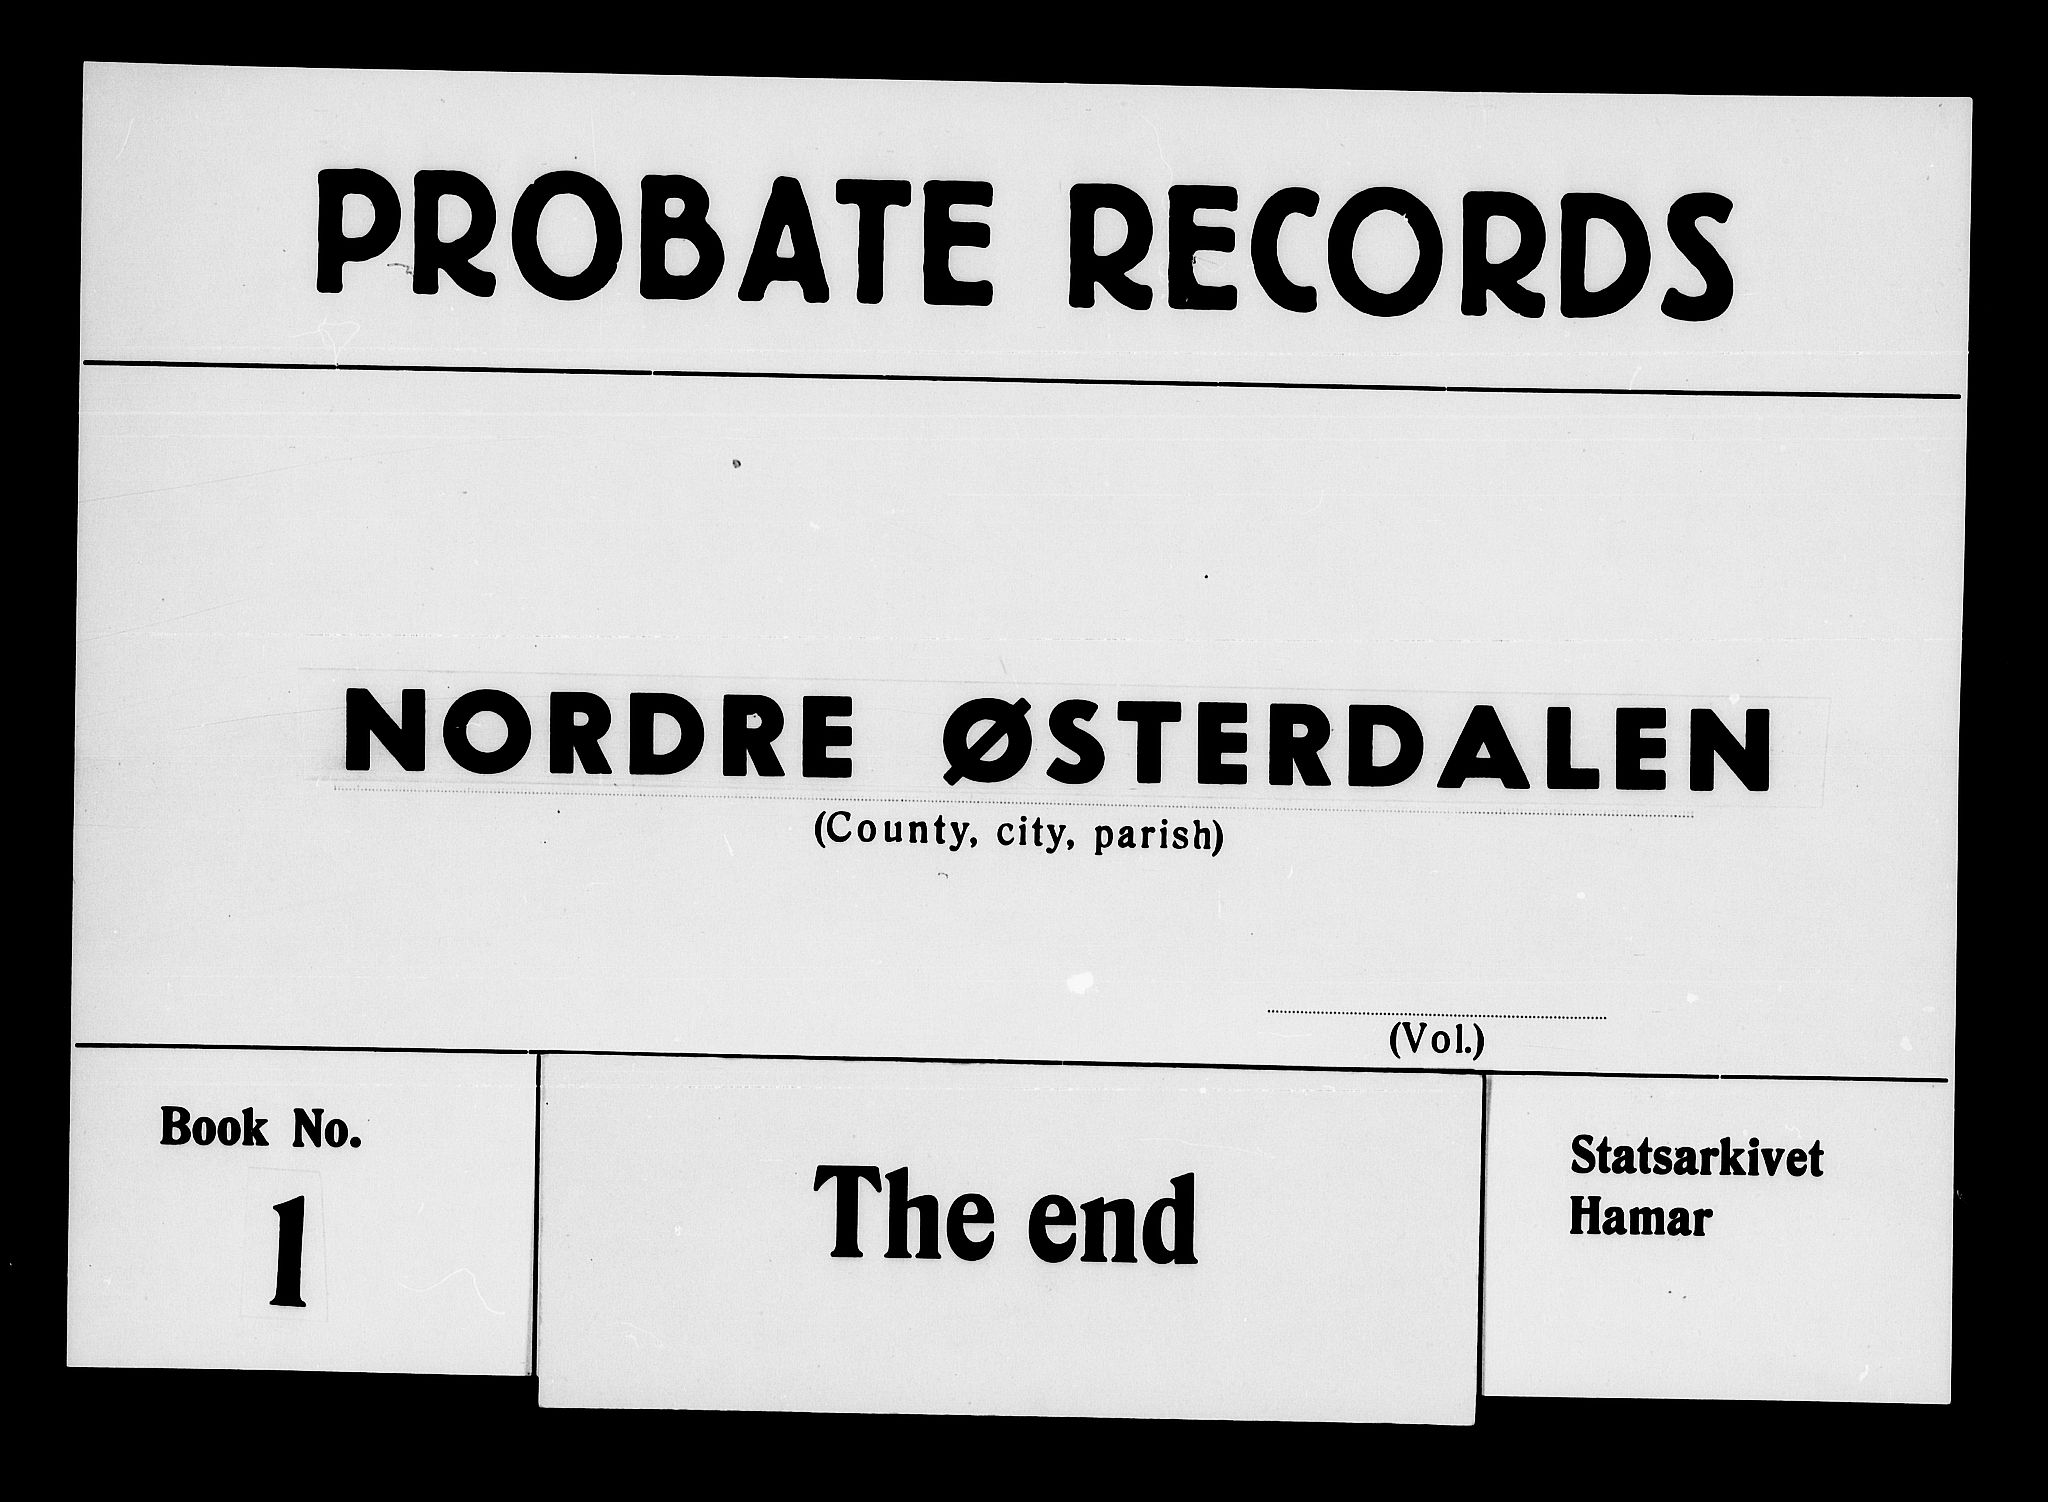 PROBATE RECORDS
NORDRE ØSTERDALEN
(County, city, parish)
(Vol.)
Book No.
1
The end
Statsarkivet
Hamar